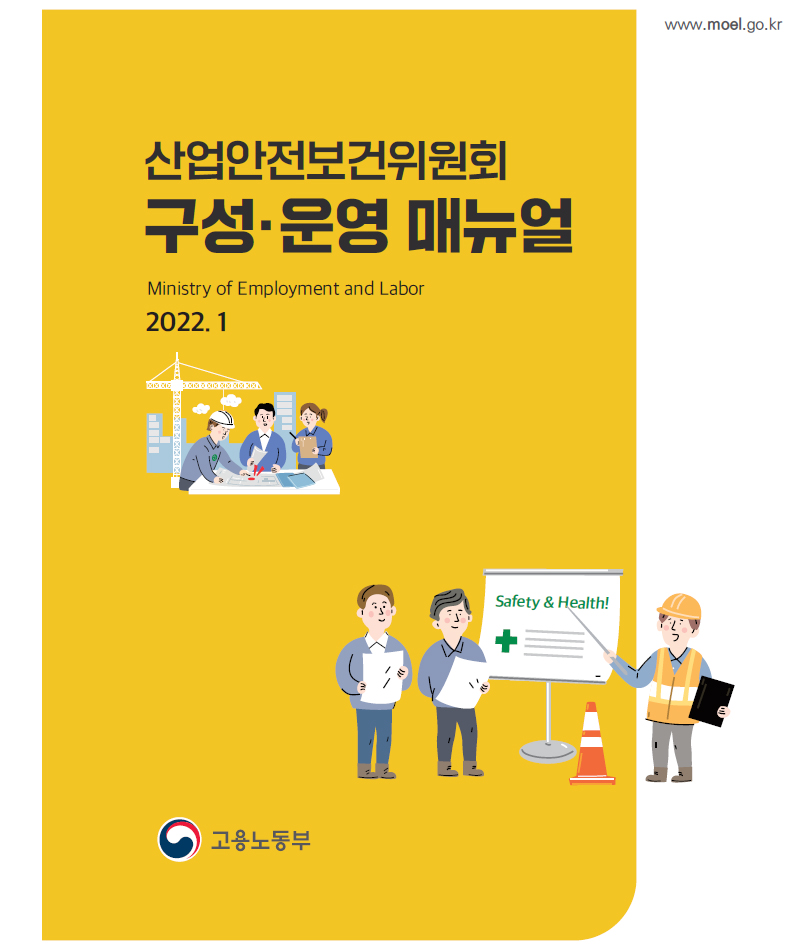 www.moel.go.kr
산업안전보건위원회
구성·운영 매뉴얼
Ministry of Employment and Labor
2022. 1
Safety & Health!
고용노동부